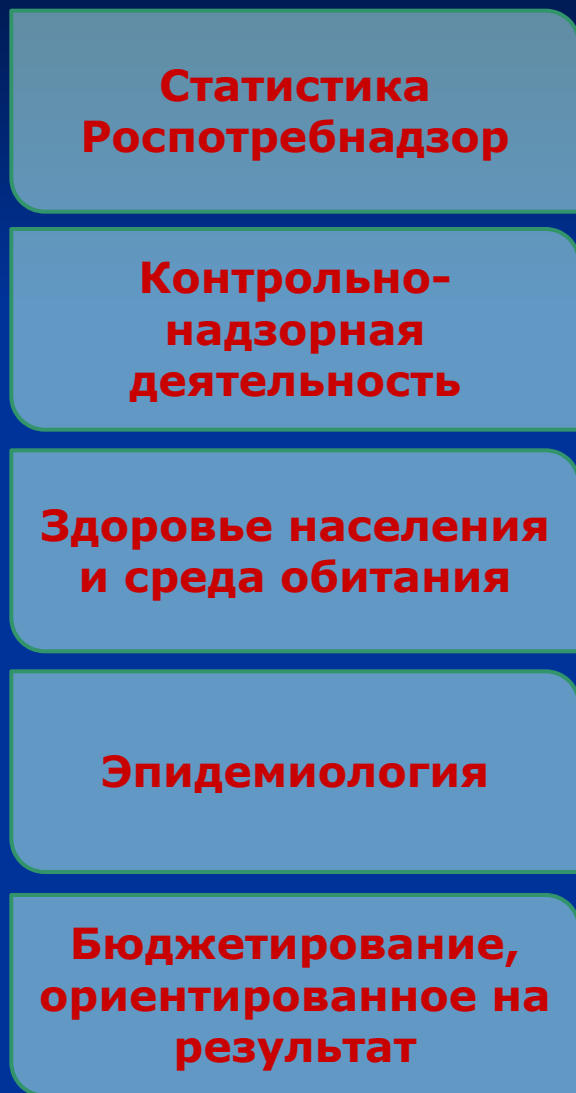 Статистика
Роспотребнадзор
Контрольно-
надзорная
деятельность
Здоровье населения
и среда обитания
Эпидемиология
Бюджетирование,
ориентированное на
результат